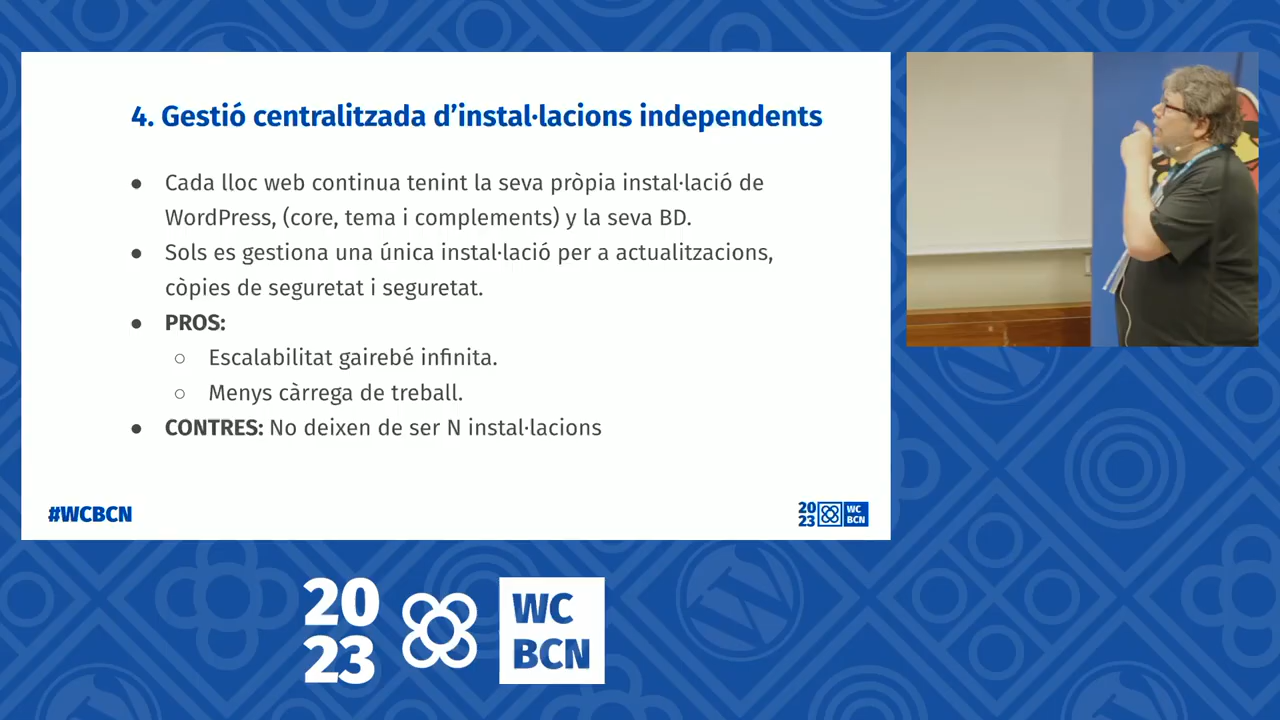 4. Gestió centralitzada d’instal·lacions independents
● Cada lloc web continua tenint la seva pròpia instal·lació de
WordPress, (core, tema i complements) y la seva BD.
● Sols es gestiona una única instal·lació per a actualitzacions,
còpies de seguretat i seguretat.
● PROS:
○ Escalabilitat gairebé infinita.
○ Menys càrrega de treball.
● CONTRES: No deixen de ser N instal·lacions
#WCBCN
20
23
WC
BCN
20
23
WC
BCN